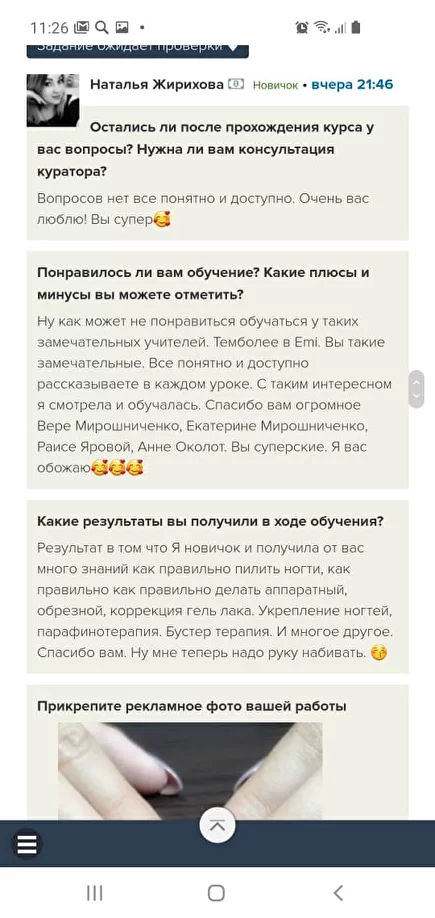 11:26
Задание ожидает проверки
Наталья Жирихова Новичок • вчера 21:46
Остались ли после прохождения курса у
вас вопросы? Нужна ли вам консультация
куратора?
Вопросов нет все понятно и доступно. Очень вас
люблю! Вы супер🥰
Понравилось ли вам обучение? Какие плюсы и
минусы вы можете отметить?
Ну как может не понравиться обучаться у таких
замечательных учителей. Темболее в Emi. Вы такие
замечательные. Все понятно и доступно
рассказываете в каждом уроке. С таким интересном
я смотрела и обучалась. Спасибо вам огромное
Вере Мирошниченко, Екатерине Мирошниченко,
Раисе Яровой, Анне Околот. Вы суперские. Я вас
обожаю🥰🥰🥰
Какие результаты вы получили в ходе обучения?
Результат в том что Я новичок и получила от вас
много знаний как правильно пилить ногти, как
правильно как правильно делать аппаратный,
обрезной, коррекция гель лака. Укрепление ногтей,
парафинотерапия. Бустер терапия. И многое другое.
Спасибо вам. Ну мне теперь надо руку набивать. 😚
Прикрепите рекламное фото вашей работы